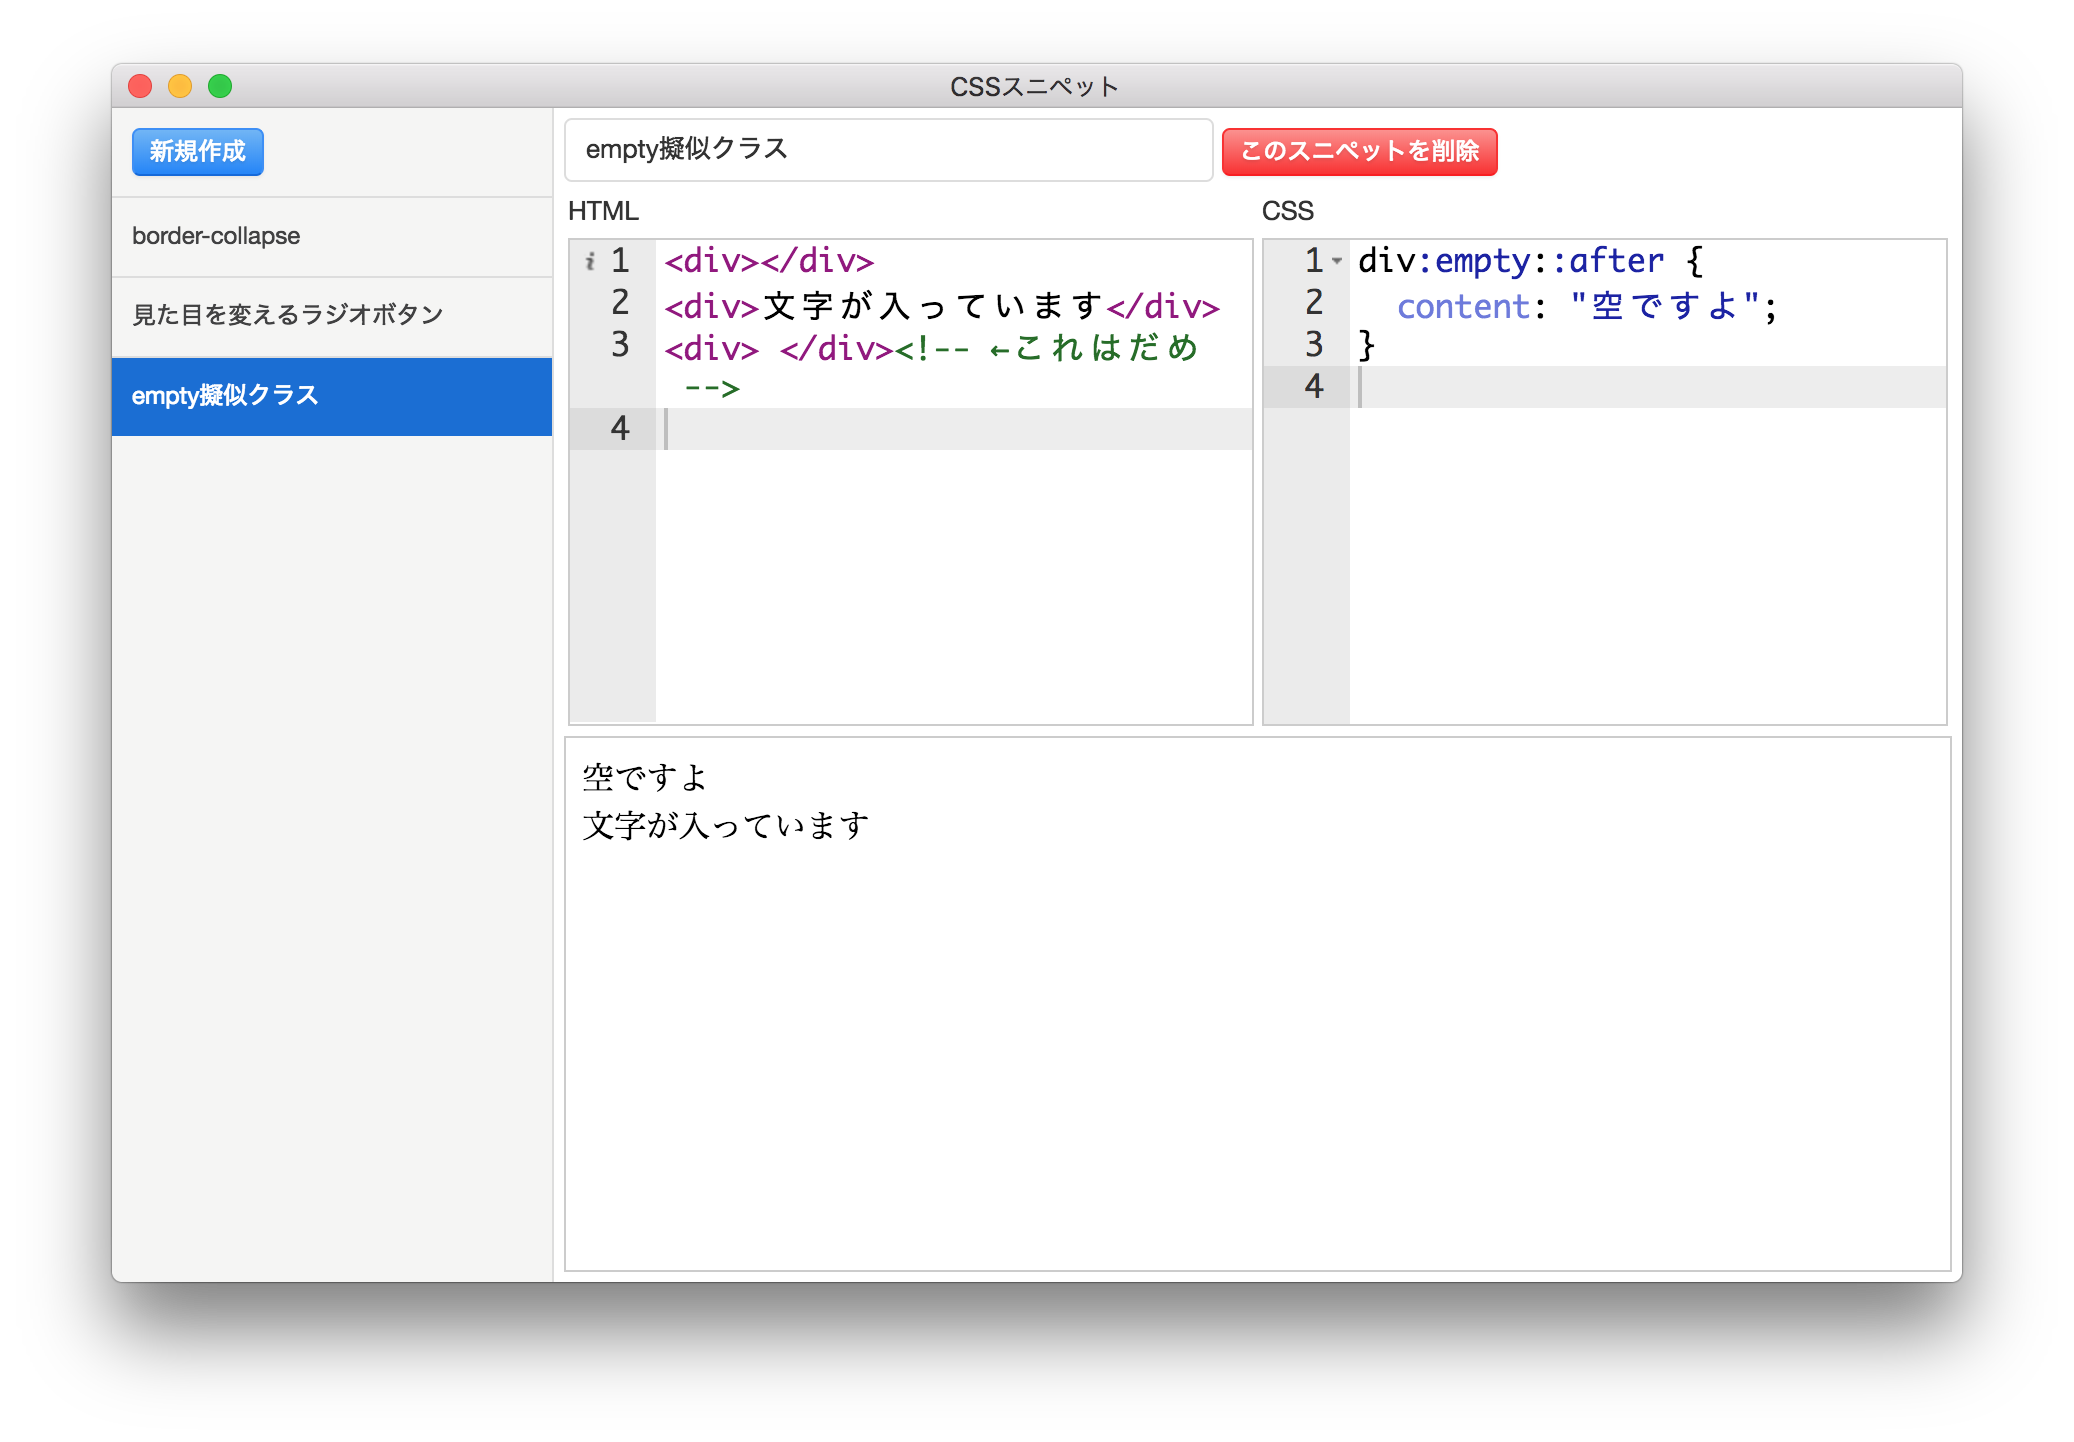 CSSスニペット
新規作成
border-collapse
見た目を変えるラジオボタン
empty擬似クラス
empty擬似クラス
このスニペットを削除
HTML
i 1 <div></div>
2 <div>文字が入っています</div>
3 <div> </div><!-- ←これはだめ
-->
4
CSS
1 div:empty::after {
2   content: "空ですよ";
3 }
4
空ですよ
文字が入っています